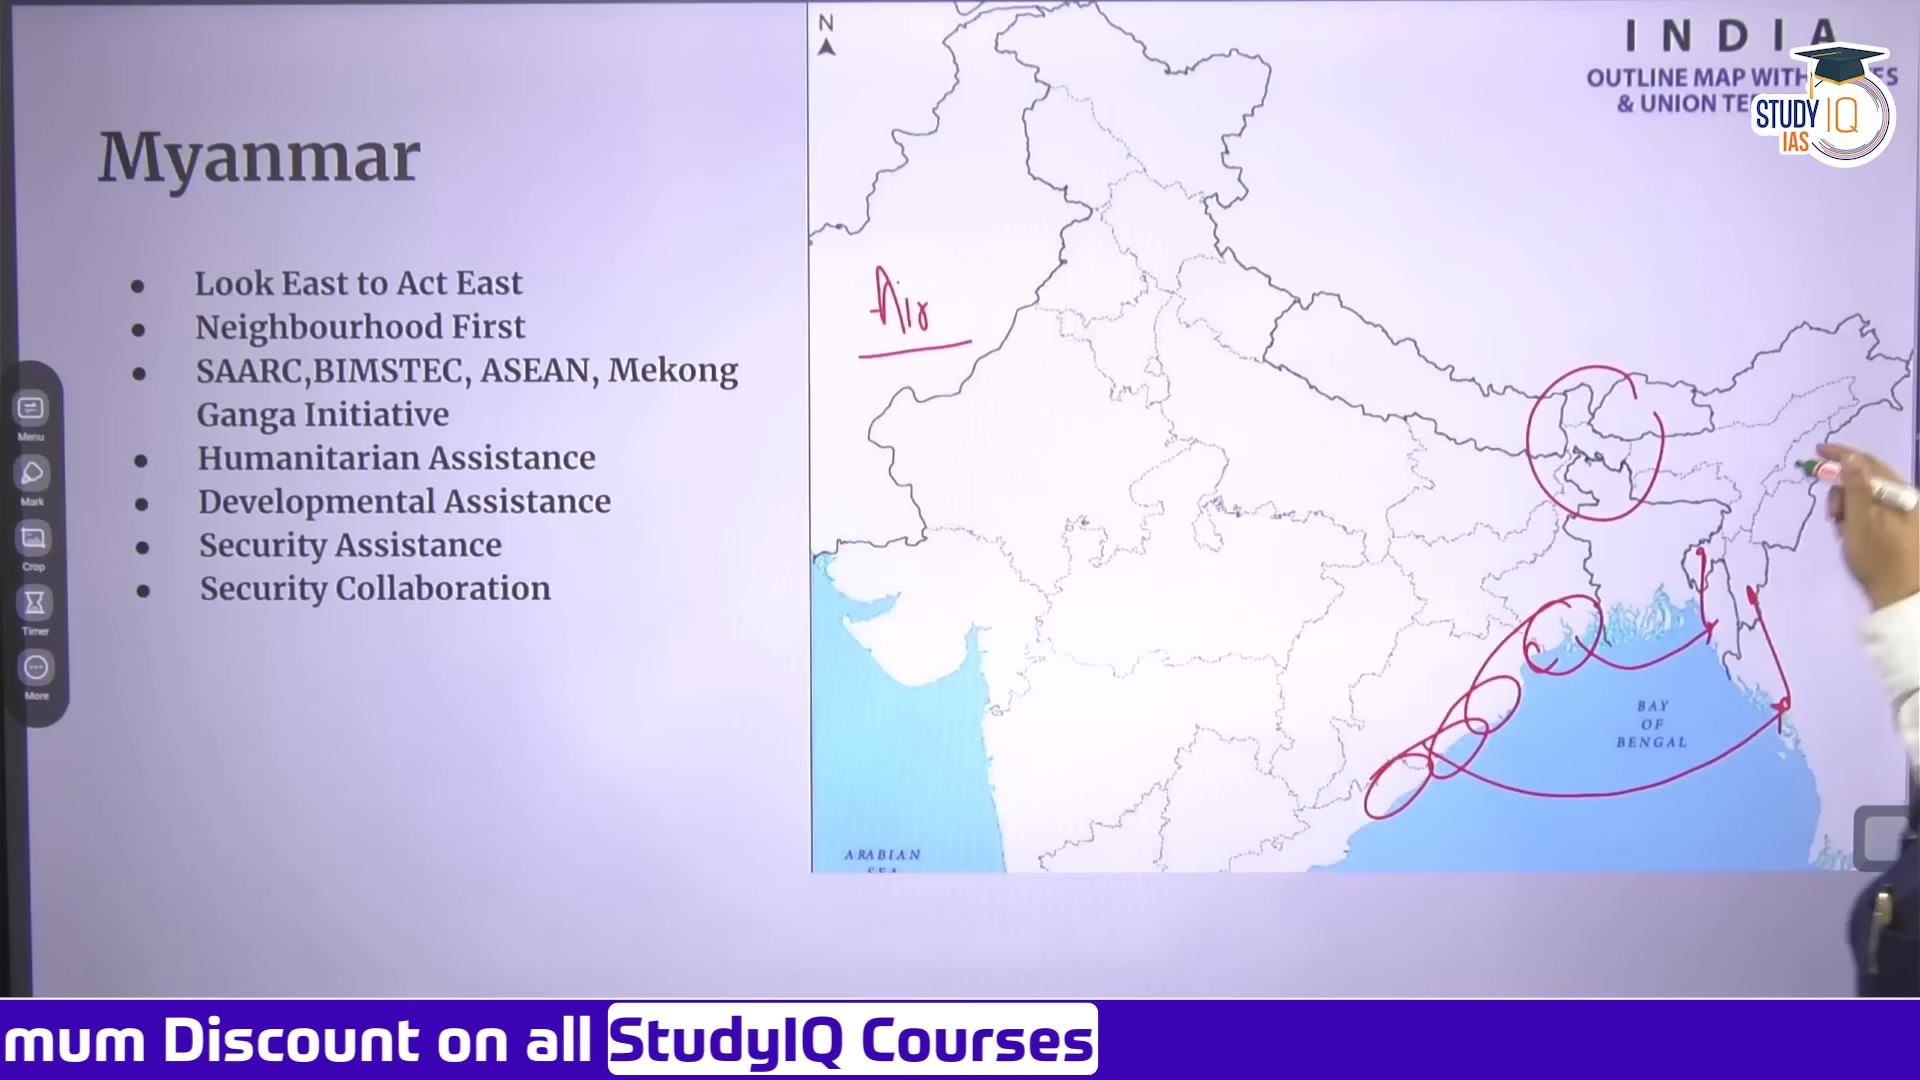 Myanmar
• Look East to Act East
• Neighbourhood First
• SAARC,BIMSTEC, ASEAN, Mekong
Ganga Initiative
• Humanitarian Assistance
• Developmental Assistance
• Security Assistance
• Security Collaboration
Menu
Mark
Crop
Timer
More
N
INDIA
OUTLINE MAP WITH
& UNION
STUDY IQ
IAS
Air
BAY
OF
BENGAL
ARABIAN
SEA
mum Discount on all StudyIQ Courses